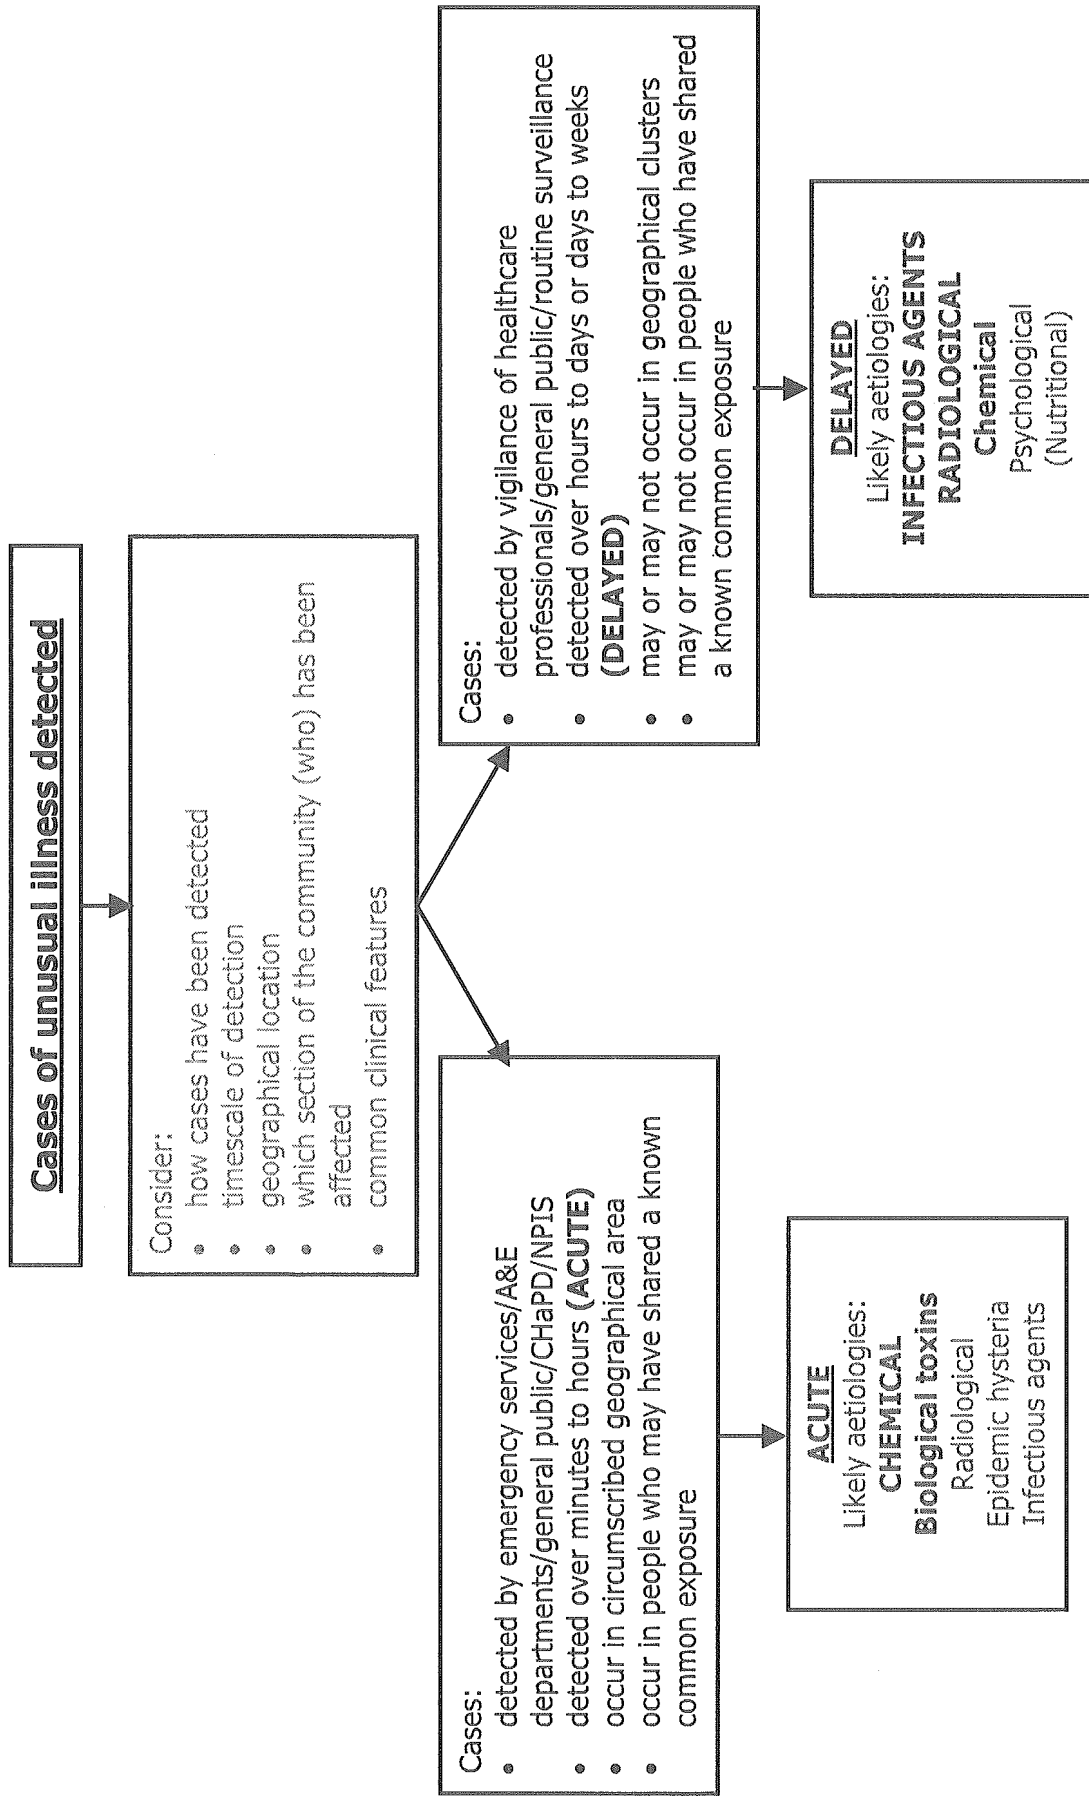 Cases of unusual illness detected
Consider:
• how cases have been detected
• timescale of detection
• geographical location
• which section of the community (who) has been
affected
• common clinical features
Cases:
• detected by emergency services/A&E
departments/general public/CHaPD/NPIS
• detected over minutes to hours (ACUTE)
• occur in circumscribed geographical area
• occur in people who may have shared a known
common exposure
Cases:
• detected by vigilance of healthcare
professionals/general public/routine surveillance
• detected over hours to days or days to weeks
(DELAYED)
• may or may not occur in geographical clusters
• may or may not occur in people who have shared
a known common exposure
ACUTE
Likely aetiologies:
CHEMICAL
Biological toxins
Radiological
Epidemic hysteria
Infectious agents
DELAYED
Likely aetiologies:
INFECTIOUS AGENTS
RADIOLOGICAL
Chemical
Psychological
(Nutritional)